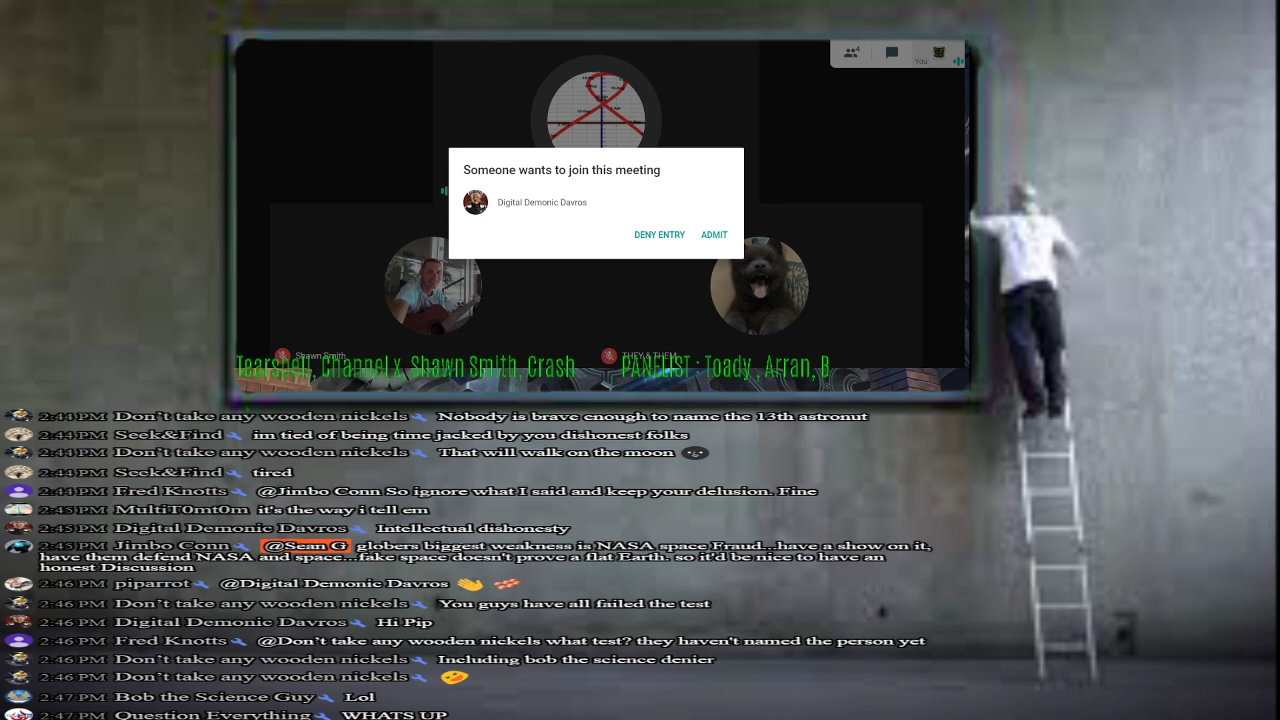 4
You
Someone wants to join this meeting
Digital Demonic Davros
DENY ENTRY ADMIT
Shawn Smith
THEY & THEM
Tearspell, Channel x, Shawn Smith, Crash PANELIST : Toady , Arran, B
2:44 PM Don't take any wooden nickels Nobody is brave enough to name the 13th astronut
2:44 PM Seek&Find im tied of being time jacked by you dishonest folks
2:44 PM Don't take any wooden nickels That will walk on the moon
2:44 PM Seek&Find tired
2:44 PM Fred Knotts @Jimbo Conn So ignore what I said and keep your delusion. Fine
2:45 PM MultiT0mt0m it's the way i tell em
2:45 PM Digital Demonic Davros Intellectual dishonesty
2:45 PM Jimbo Conn @Sean G globers biggest weakness is NASA space Fraud...have a show on it,
have them defend NASA and space...fake space doesn't prove a flat Earth. so it'd be nice to have an
honest Discussion
2:46 PM piparrot @Digital Demonic Davros 👋 🥓
2:46 PM Don't take any wooden nickels You guys have all failed the test
2:46 PM Digital Demonic Davros Hi Pip
2:46 PM Fred Knotts @Don't take any wooden nickels what test? they haven't named the person yet
2:46 PM Don't take any wooden nickels Including bob the science denier
2:46 PM Don't take any wooden nickels
2:47 PM Bob the Science Guy Lol
2:47 PM Question Everything WHATS UP